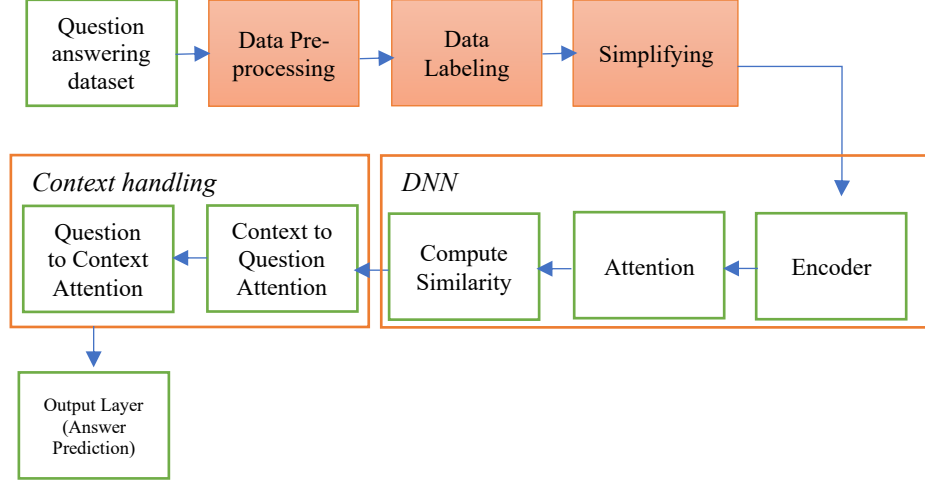 Question
answering
dataset
Data Pre-
processing
Data
Labeling
Simplifying
Context handling
Question
to Context
Attention
Context to
Question
Attention
DNN
Compute
Similarity
Attention
Encoder
Output Layer
(Answer
Prediction)